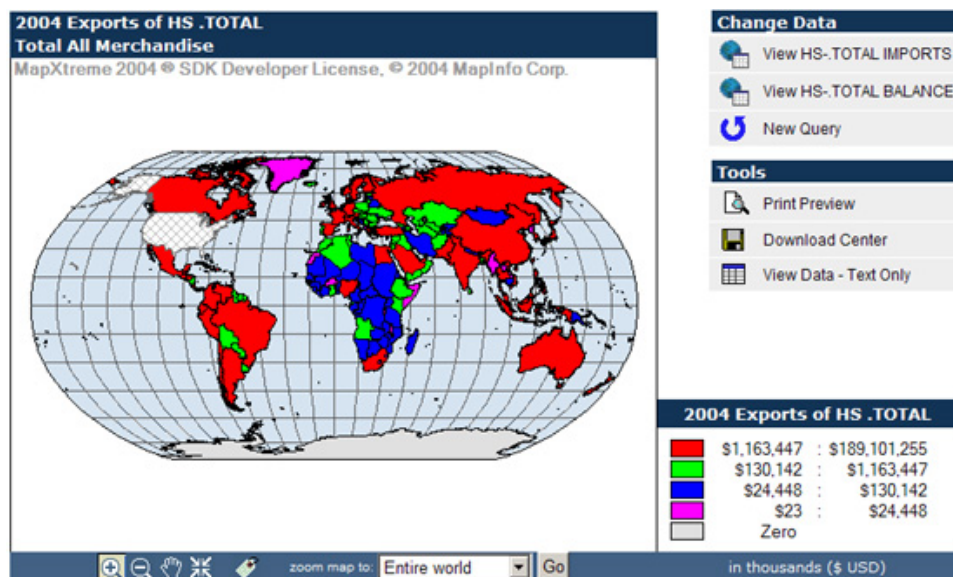 2004 Exports of HS .TOTAL
Total All Merchandise
MapXtreme 2004 ® SDK Developer License, © 2004 MapInfo Corp.
Change Data
View HS-.TOTAL IMPORTS
View HS-.TOTAL BALANCE
New Query
Tools
Print Preview
Download Center
View Data - Text Only
2004 Exports of HS .TOTAL
$1,163,447 : $189,101,255
$130,142 : $1,163,447
$24,448 : $130,142
$23 : $24,448
Zero
zoom map to: Entire world Go
in thousands ($ USD)